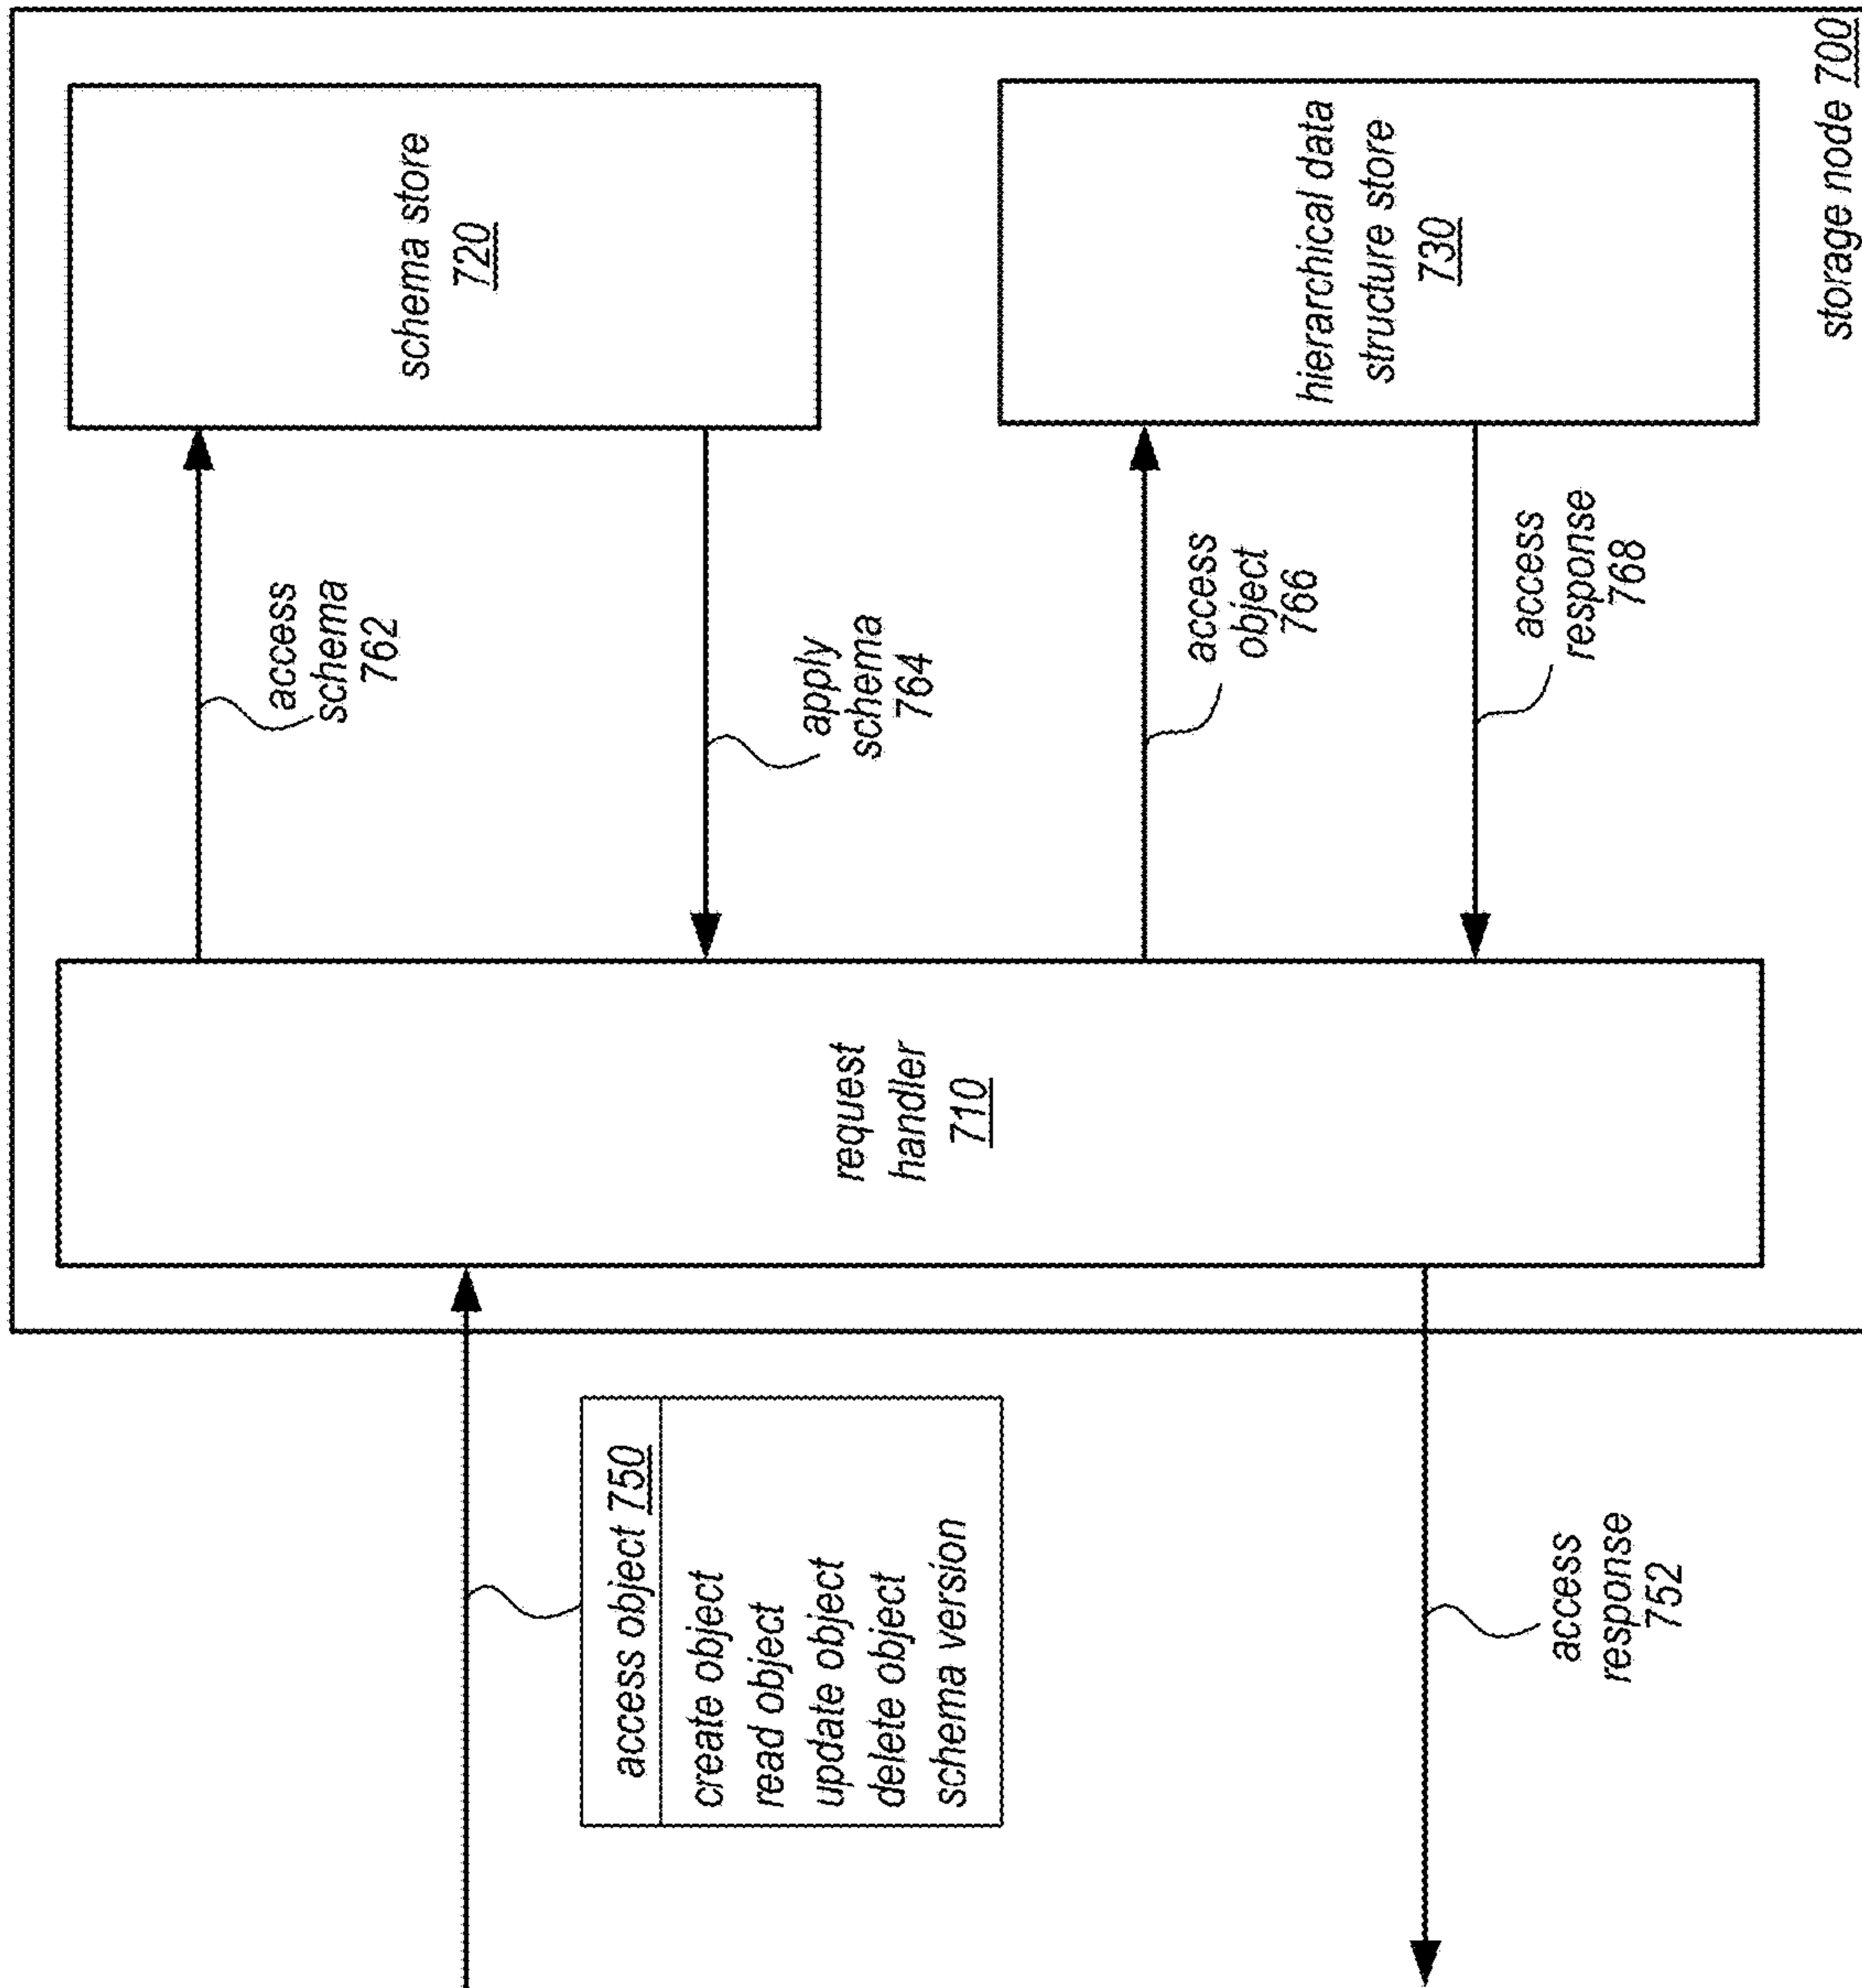 access object 750
create object
read object
update object
delete object
schema version
access
response
752
request
handler
710
access
schema
762
apply
schema
764
access
object
766
access
response
768
schema store
720
hierarchical data
structure store
730
storage node 700